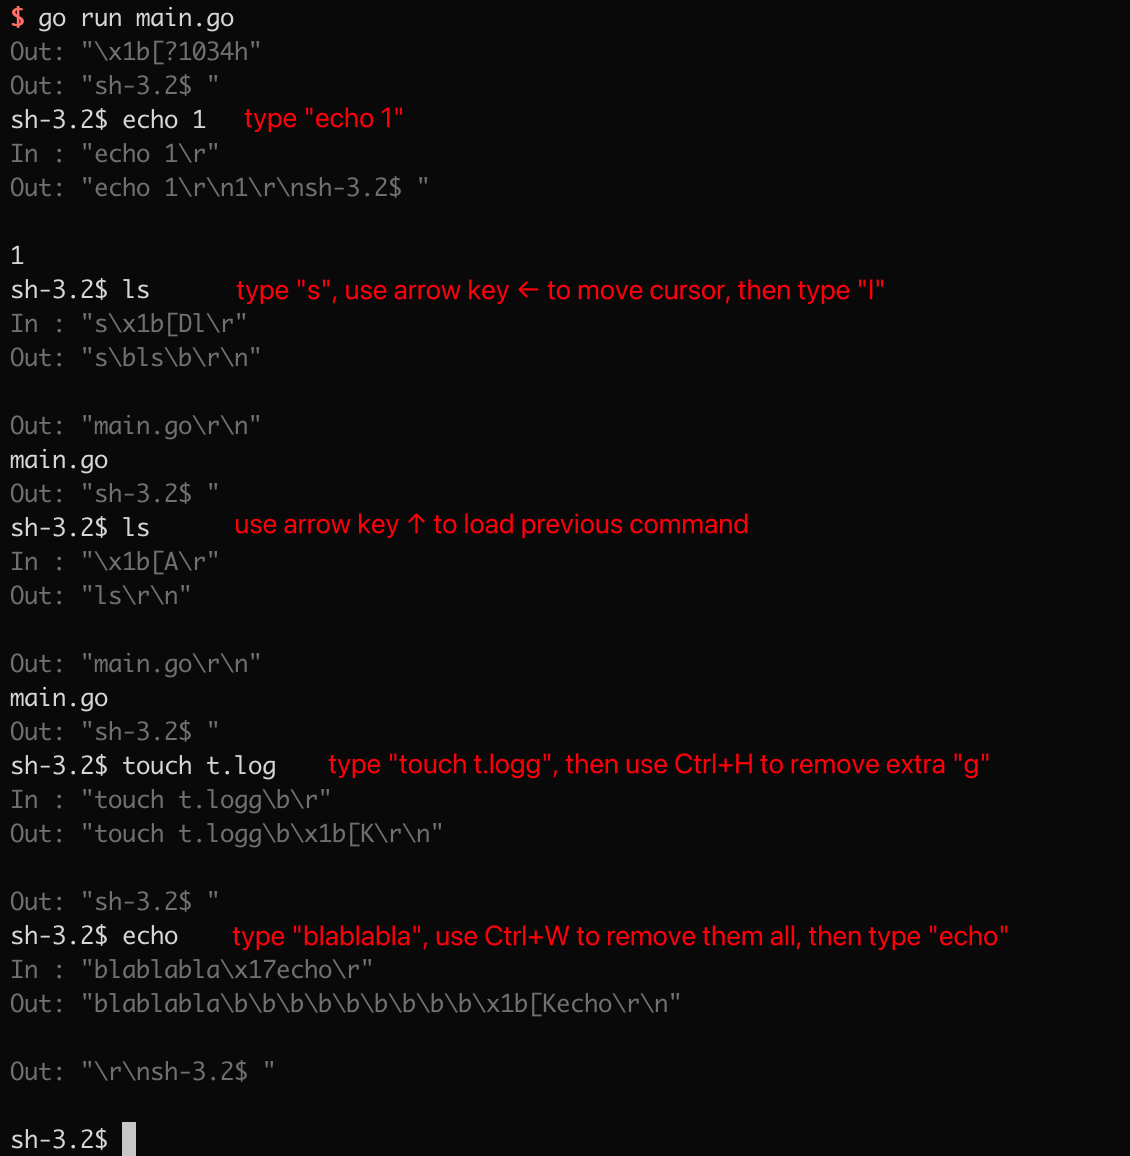 $ go run main.go
Out: "\x1b[?1034h"
Out: "sh-3.2$ "
sh-3.2$ echo 1 type "echo 1"
In : "echo 1\r"
Out: "echo 1\r\n1\r\nsh-3.2$ "
1
sh-3.2$ ls type "s", use arrow key ← to move cursor, then type "l"
In : "s\x1b[Dl\r"
Out: "s\bls\b\r\n"
Out: "main.go\r\n"
main.go
Out: "sh-3.2$ "
sh-3.2$ ls use arrow key ↑ to load previous command
In : "\x1b[A\r"
Out: "ls\r\n"
Out: "main.go\r\n"
main.go
Out: "sh-3.2$ "
sh-3.2$ touch t.log type "touch t.logg", then use Ctrl+H to remove extra "g"
In : "touch t.logg\b\r"
Out: "touch t.logg\b\x1b[K\r\n"
Out: "sh-3.2$ "
sh-3.2$ echo type "blablabla", use Ctrl+W to remove them all, then type "echo"
In : "blablabla\x17echo\r"
Out: "blablabla\b\b\b\b\b\b\b\b\b\x1b[Kecho\r\n"
Out: "\r\nsh-3.2$ "
sh-3.2$